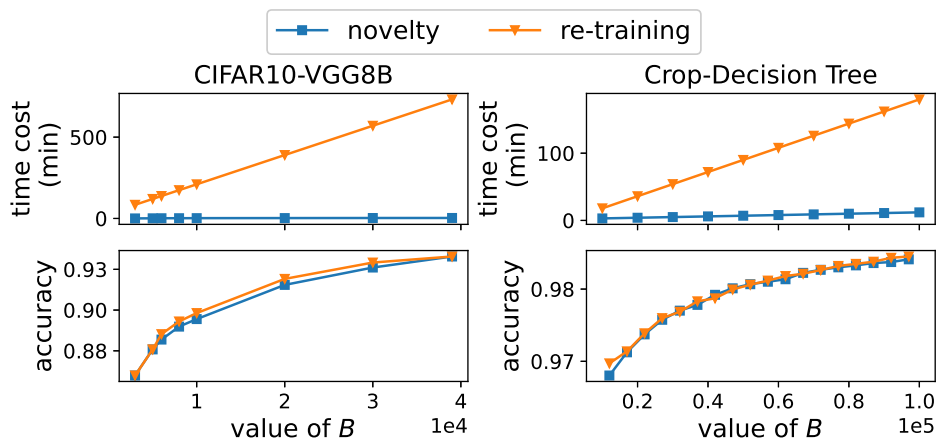 novelty re-training
CIFAR10-VGG8B
time cost
(min)
500
0
accuracy
0.93
0.90
0.88
1 2 3 4
1e4
value of B
Crop-Decision Tree
time cost
(min)
100
0
accuracy
0.98
0.97
0.2 0.4 0.6 0.8 1.0
1e5
value of B